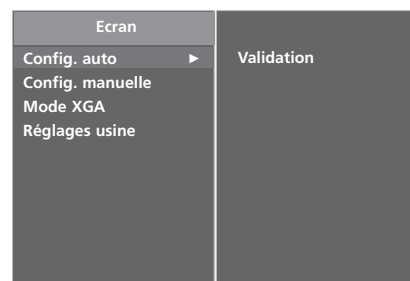 Ecran
Config. auto ►
Validation
Config. manuelle
Mode XGA
Réglages usine